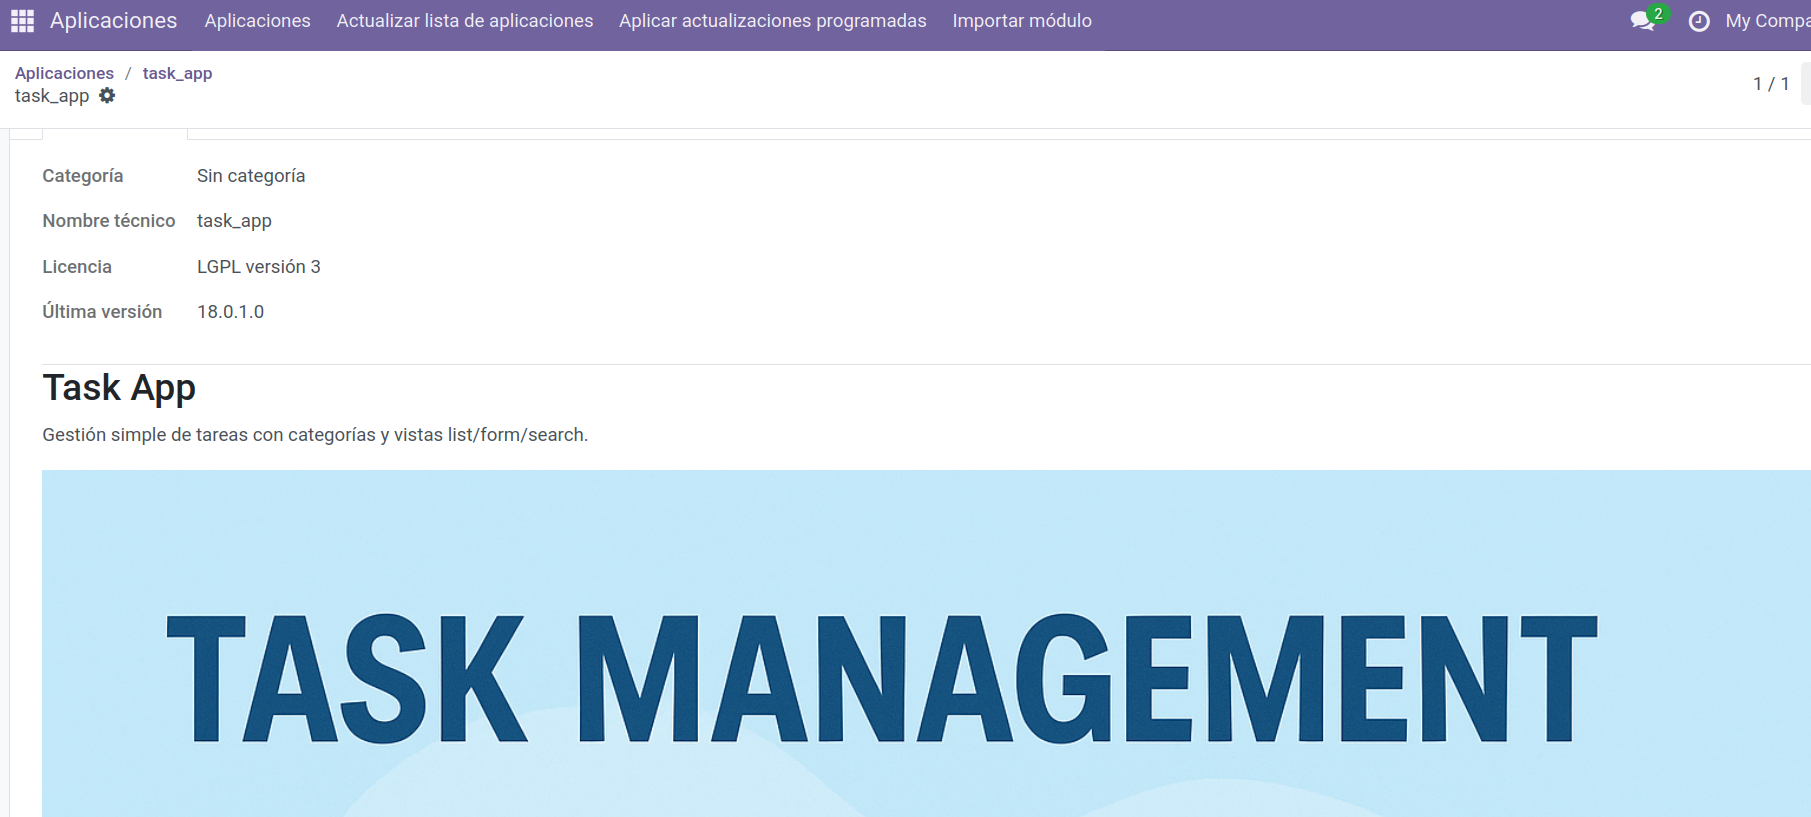 Aplicaciones Aplicaciones Actualizar lista de aplicaciones Aplicar actualizaciones programadas Importar módulo 2 My Compa
Aplicaciones / task_app
task_app
1 / 1
Categoría Sin categoría
Nombre técnico task_app
Licencia LGPL versión 3
Última versión 18.0.1.0
Task App
Gestión simple de tareas con categorías y vistas list/form/search.
TASK MANAGEMENT